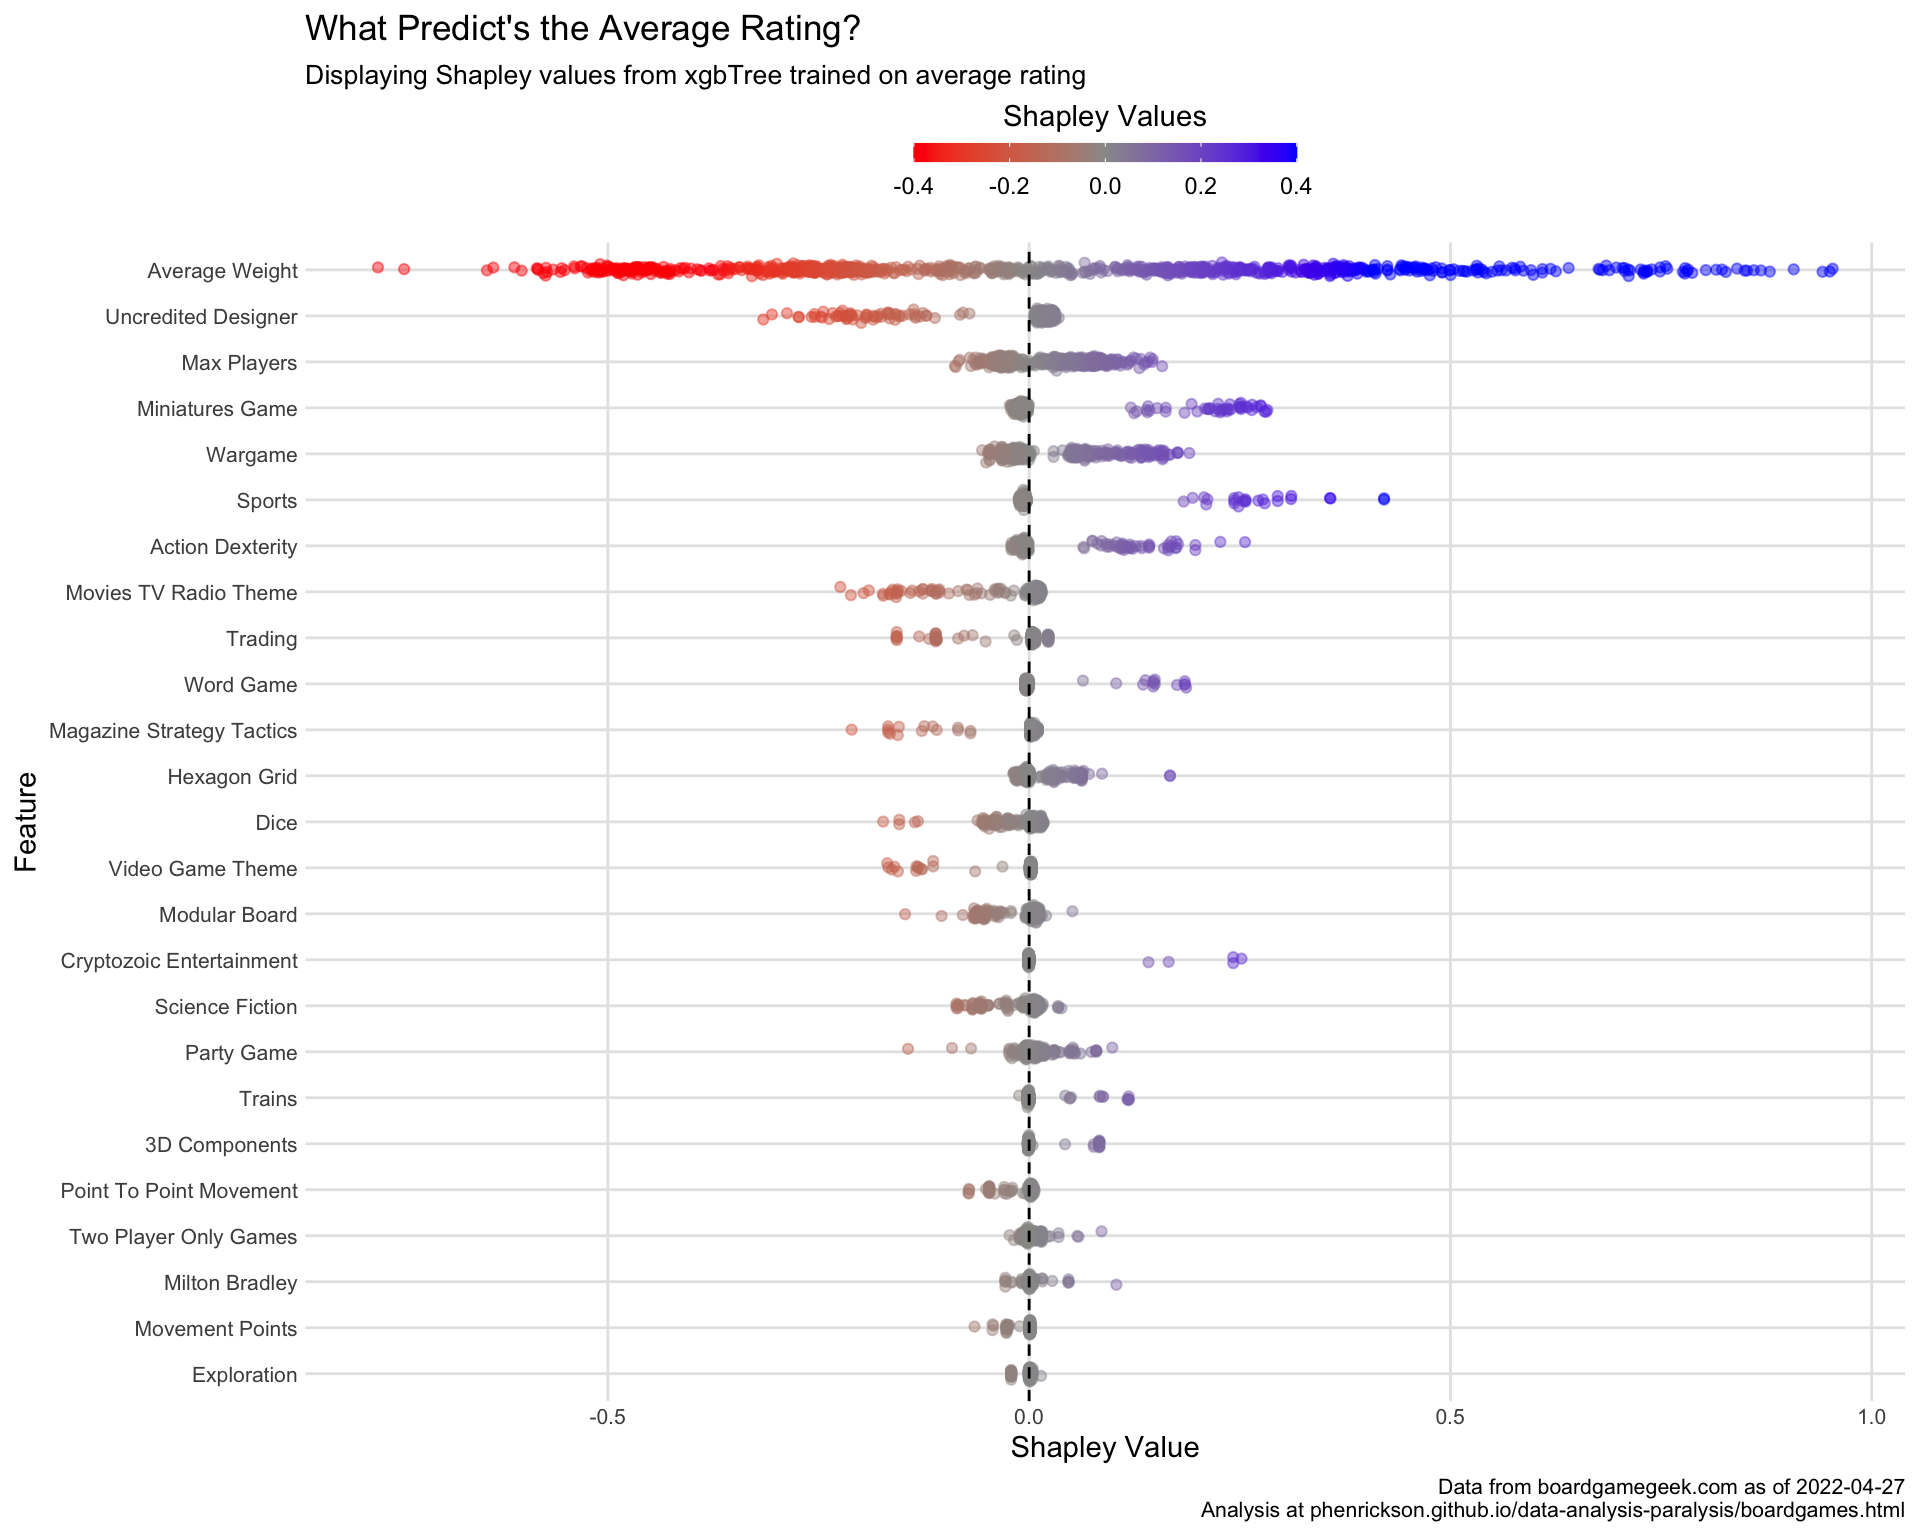 What Predict's the Average Rating?
Displaying Shapley values from xgbTree trained on average rating
Shapley Values
-0.4 -0.2 0.0 0.2 0.4
Average Weight
Uncredited Designer
Max Players
Miniatures Game
Wargame
Sports
Action Dexterity
Movies TV Radio Theme
Trading
Word Game
Magazine Strategy Tactics
Hexagon Grid
Dice
Video Game Theme
Modular Board
Cryptozoic Entertainment
Science Fiction
Party Game
Trains
3D Components
Point To Point Movement
Two Player Only Games
Milton Bradley
Movement Points
Exploration
Feature
-0.5 0.0 0.5 1.0
Shapley Value
Data from boardgamegeek.com as of 2022-04-27
Analysis at phenrickson.github.io/data-analysis-paralysis/boardgames.html